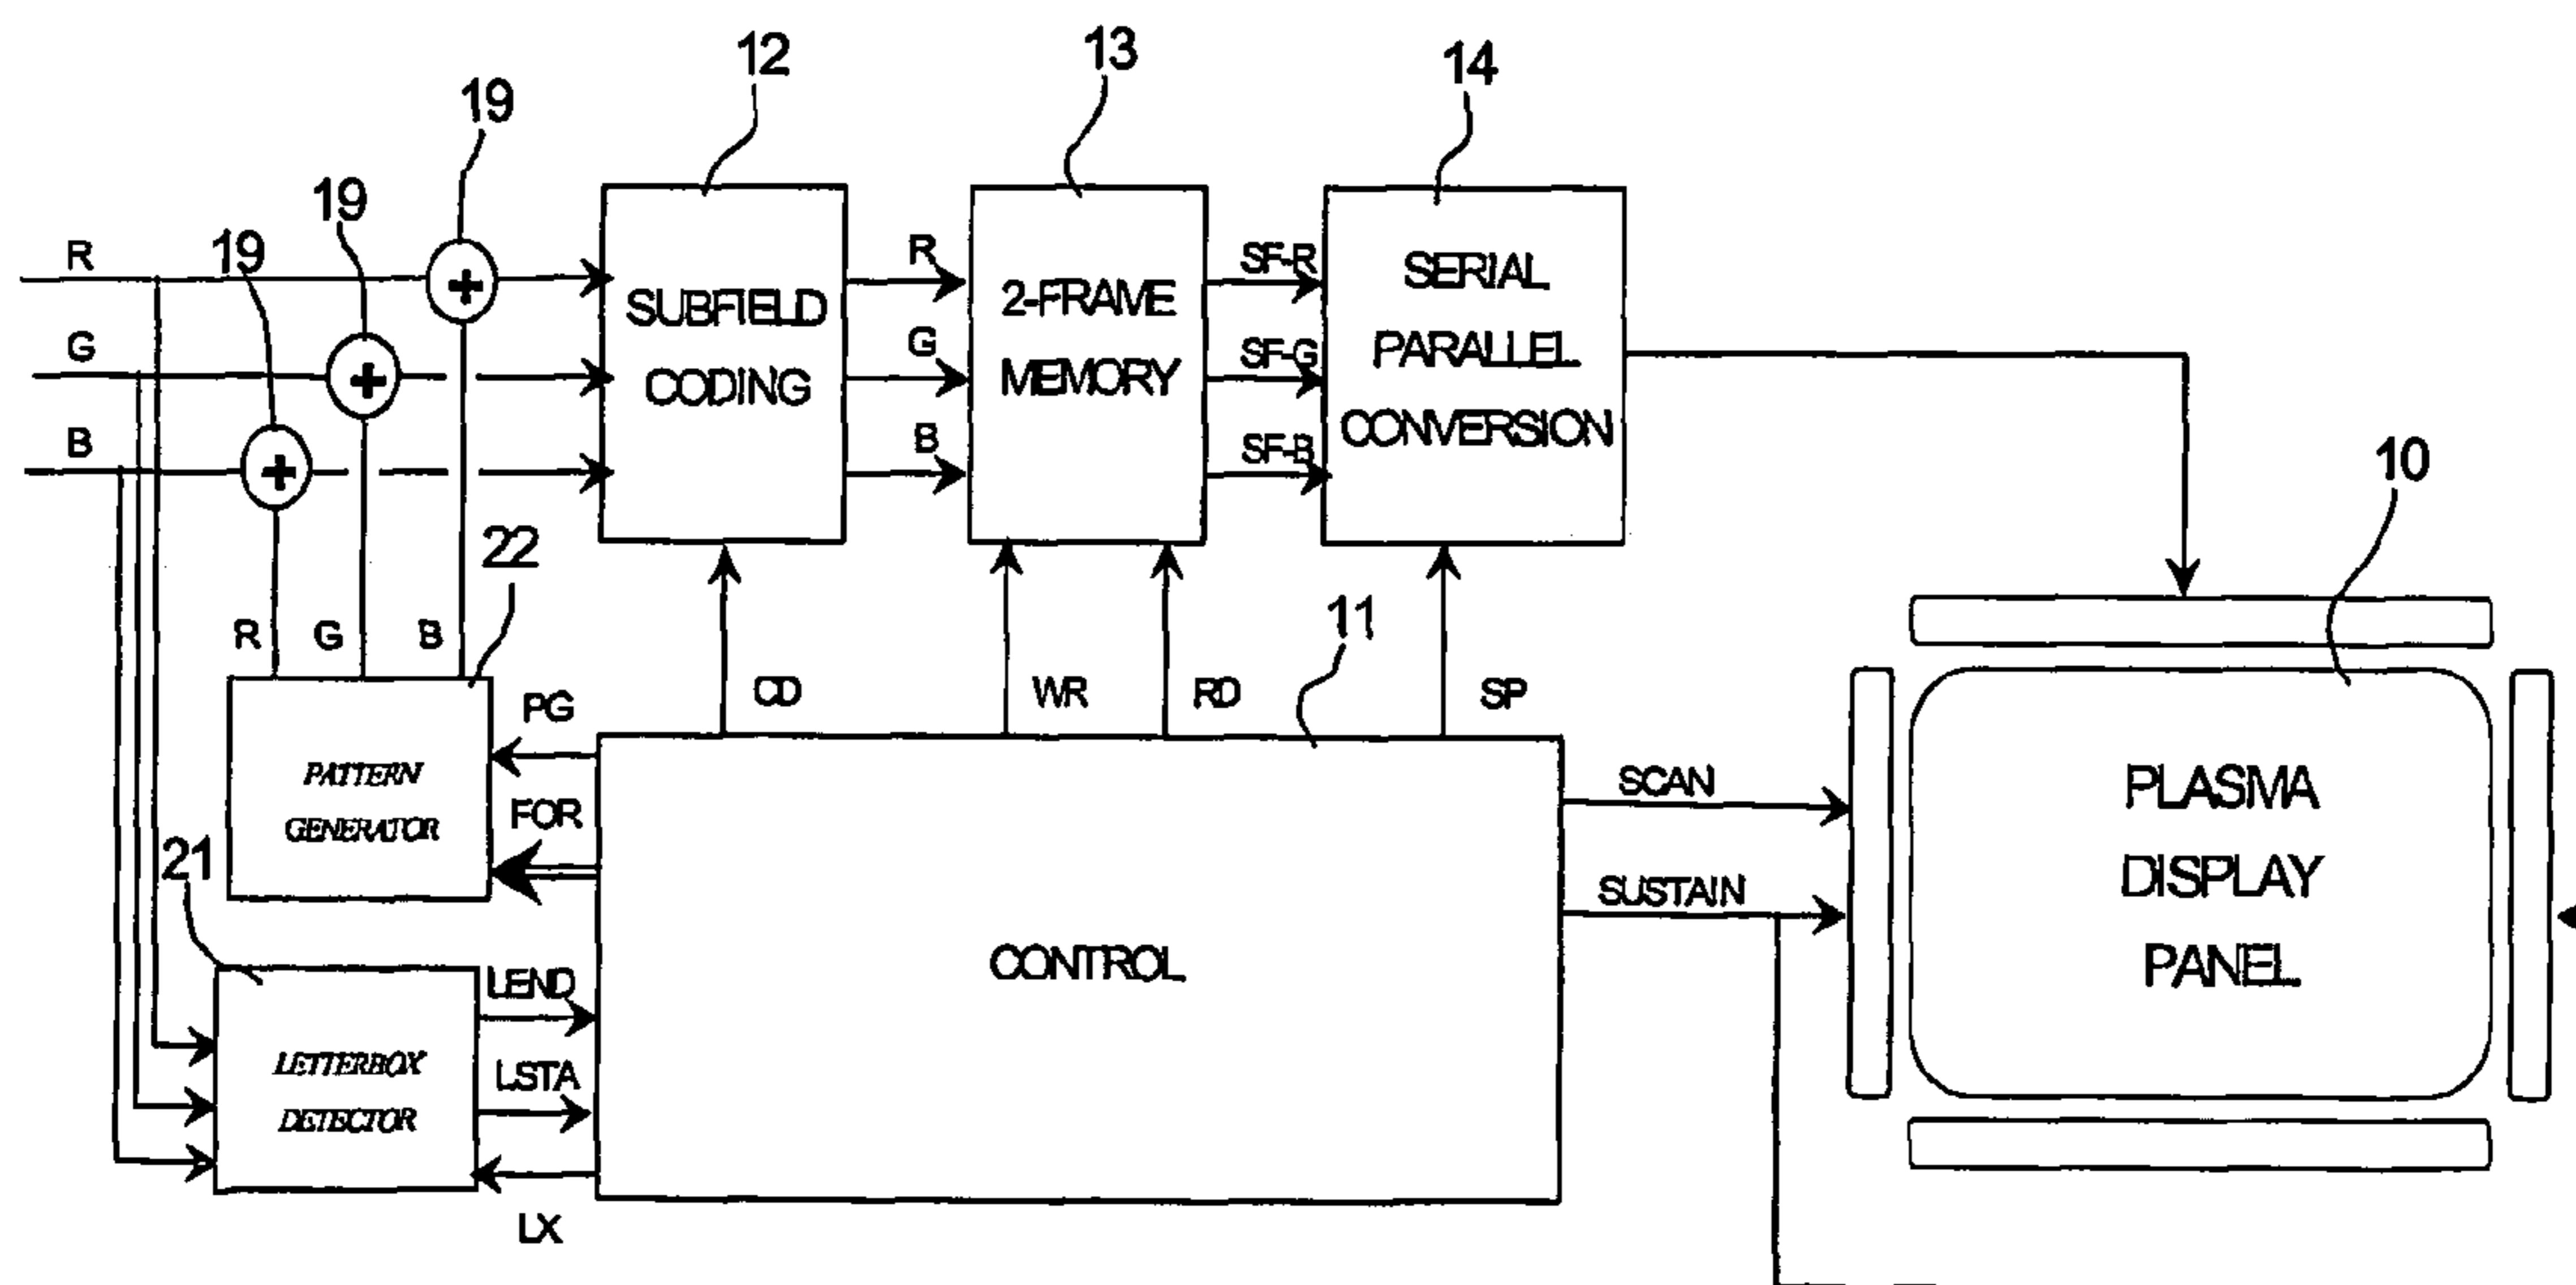 12
13
14
19
19
19
R
G
B
SUBFIELD
CODING
R
G
B
2-FRAME
MEMORY
SF-R
SF-G
SF-B
SERIAL
PARALLEL
CONVERSION
10
22
11
R G B
CD
WR
RD
SP
PG
FOR
PATTERN
GENERATOR
21
LETTERBOX
DETECTOR
LEND
LSTA
LX
CONTROL
SCAN
SUSTAIN
PLASMA
DISPLAY
PANEL